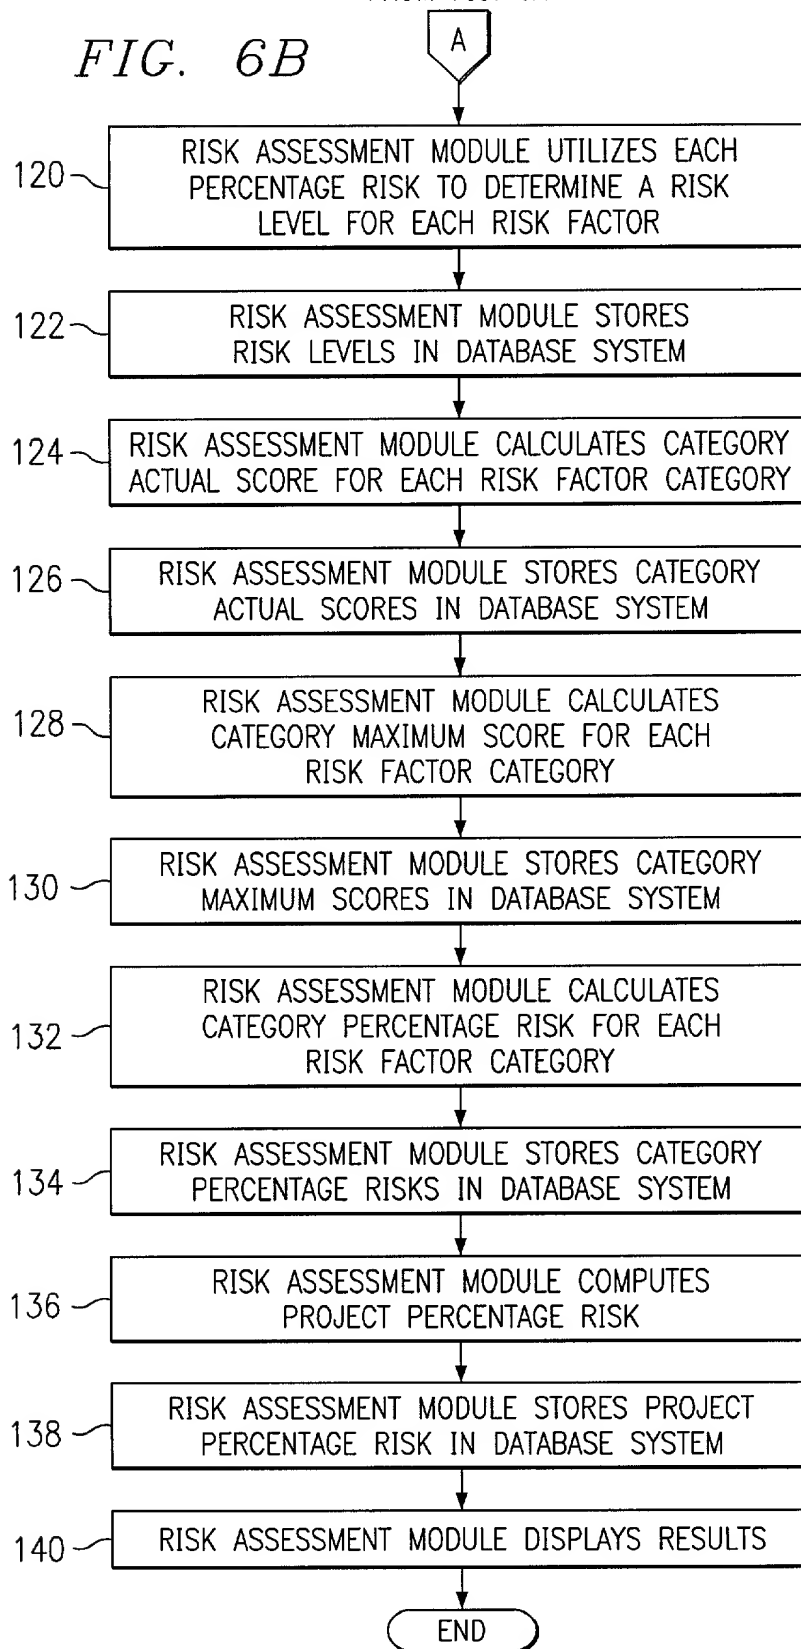 FIG. 6B
A
120
RISK ASSESSMENT MODULE UTILIZES EACH
PERCENTAGE RISK TO DETERMINE A RISK
LEVEL FOR EACH RISK FACTOR
122
RISK ASSESSMENT MODULE STORES
RISK LEVELS IN DATABASE SYSTEM
124
RISK ASSESSMENT MODULE CALCULATES CATEGORY
ACTUAL SCORE FOR EACH RISK FACTOR CATEGORY
126
RISK ASSESSMENT MODULE STORES CATEGORY
ACTUAL SCORES IN DATABASE SYSTEM
128
RISK ASSESSMENT MODULE CALCULATES
CATEGORY MAXIMUM SCORE FOR EACH
RISK FACTOR CATEGORY
130
RISK ASSESSMENT MODULE STORES CATEGORY
MAXIMUM SCORES IN DATABASE SYSTEM
132
RISK ASSESSMENT MODULE CALCULATES
CATEGORY PERCENTAGE RISK FOR EACH
RISK FACTOR CATEGORY
134
RISK ASSESSMENT MODULE STORES CATEGORY
PERCENTAGE RISKS IN DATABASE SYSTEM
136
RISK ASSESSMENT MODULE COMPUTES
PROJECT PERCENTAGE RISK
138
RISK ASSESSMENT MODULE STORES PROJECT
PERCENTAGE RISK IN DATABASE SYSTEM
140
RISK ASSESSMENT MODULE DISPLAYS RESULTS
END